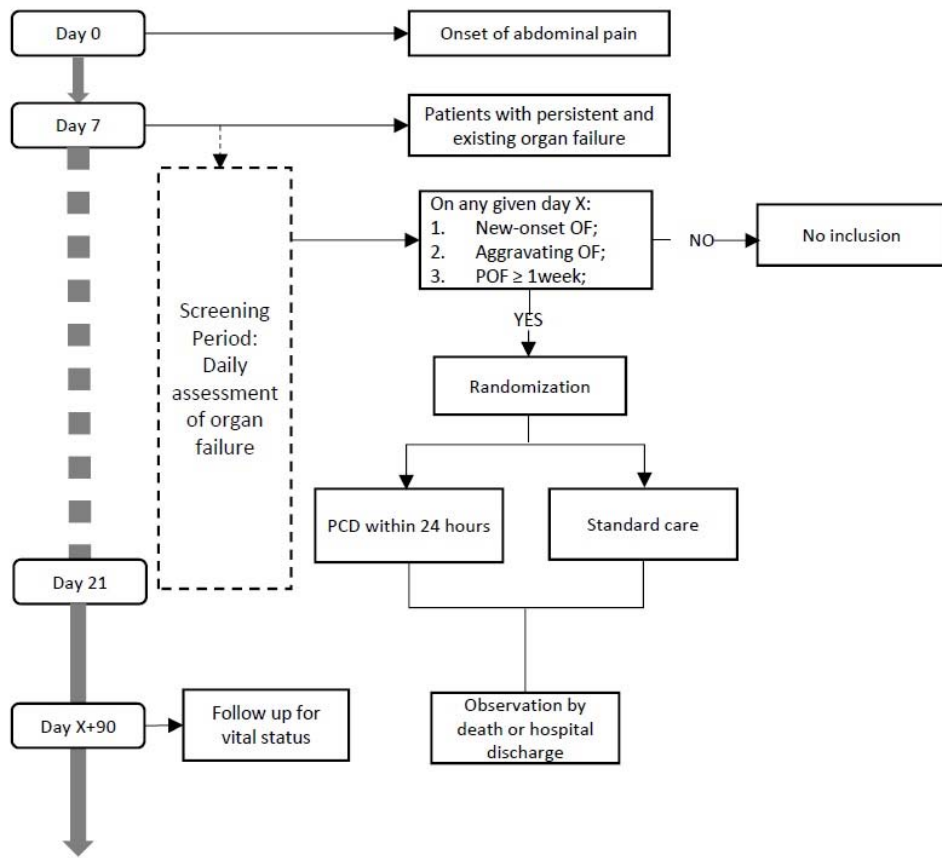 Day 0
Onset of abdominal pain
Day 7
Patients with persistent and
existing organ failure
On any given day X:
1. New-onset OF;
2. Aggravating OF;
3. POF ≥ 1week;
NO
No inclusion
Screening
Period:
Daily
assessment
of organ
failure
YES
Randomization
PCD within 24 hours
Standard care
Day 21
Day X+90
Follow up for
vital status
Observation by
death or hospital
discharge